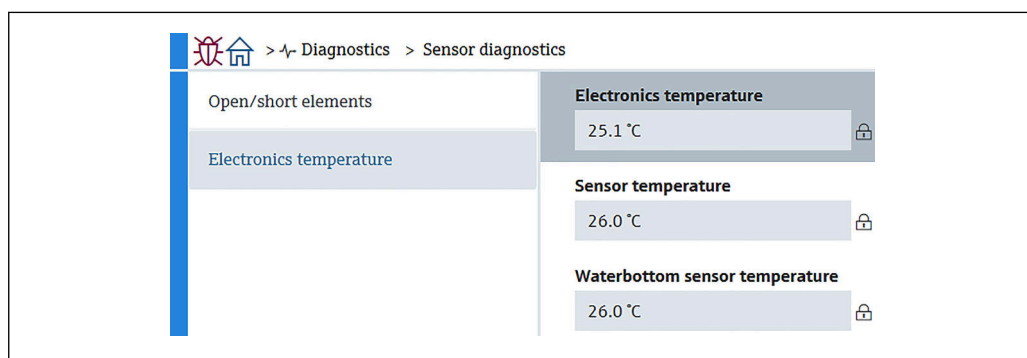 > Diagnostics > Sensor diagnostics
Open/short elements
Electronics temperature
Electronics temperature
25.1 °C
Sensor temperature
26.0 °C
Waterbottom sensor temperature
26.0 °C